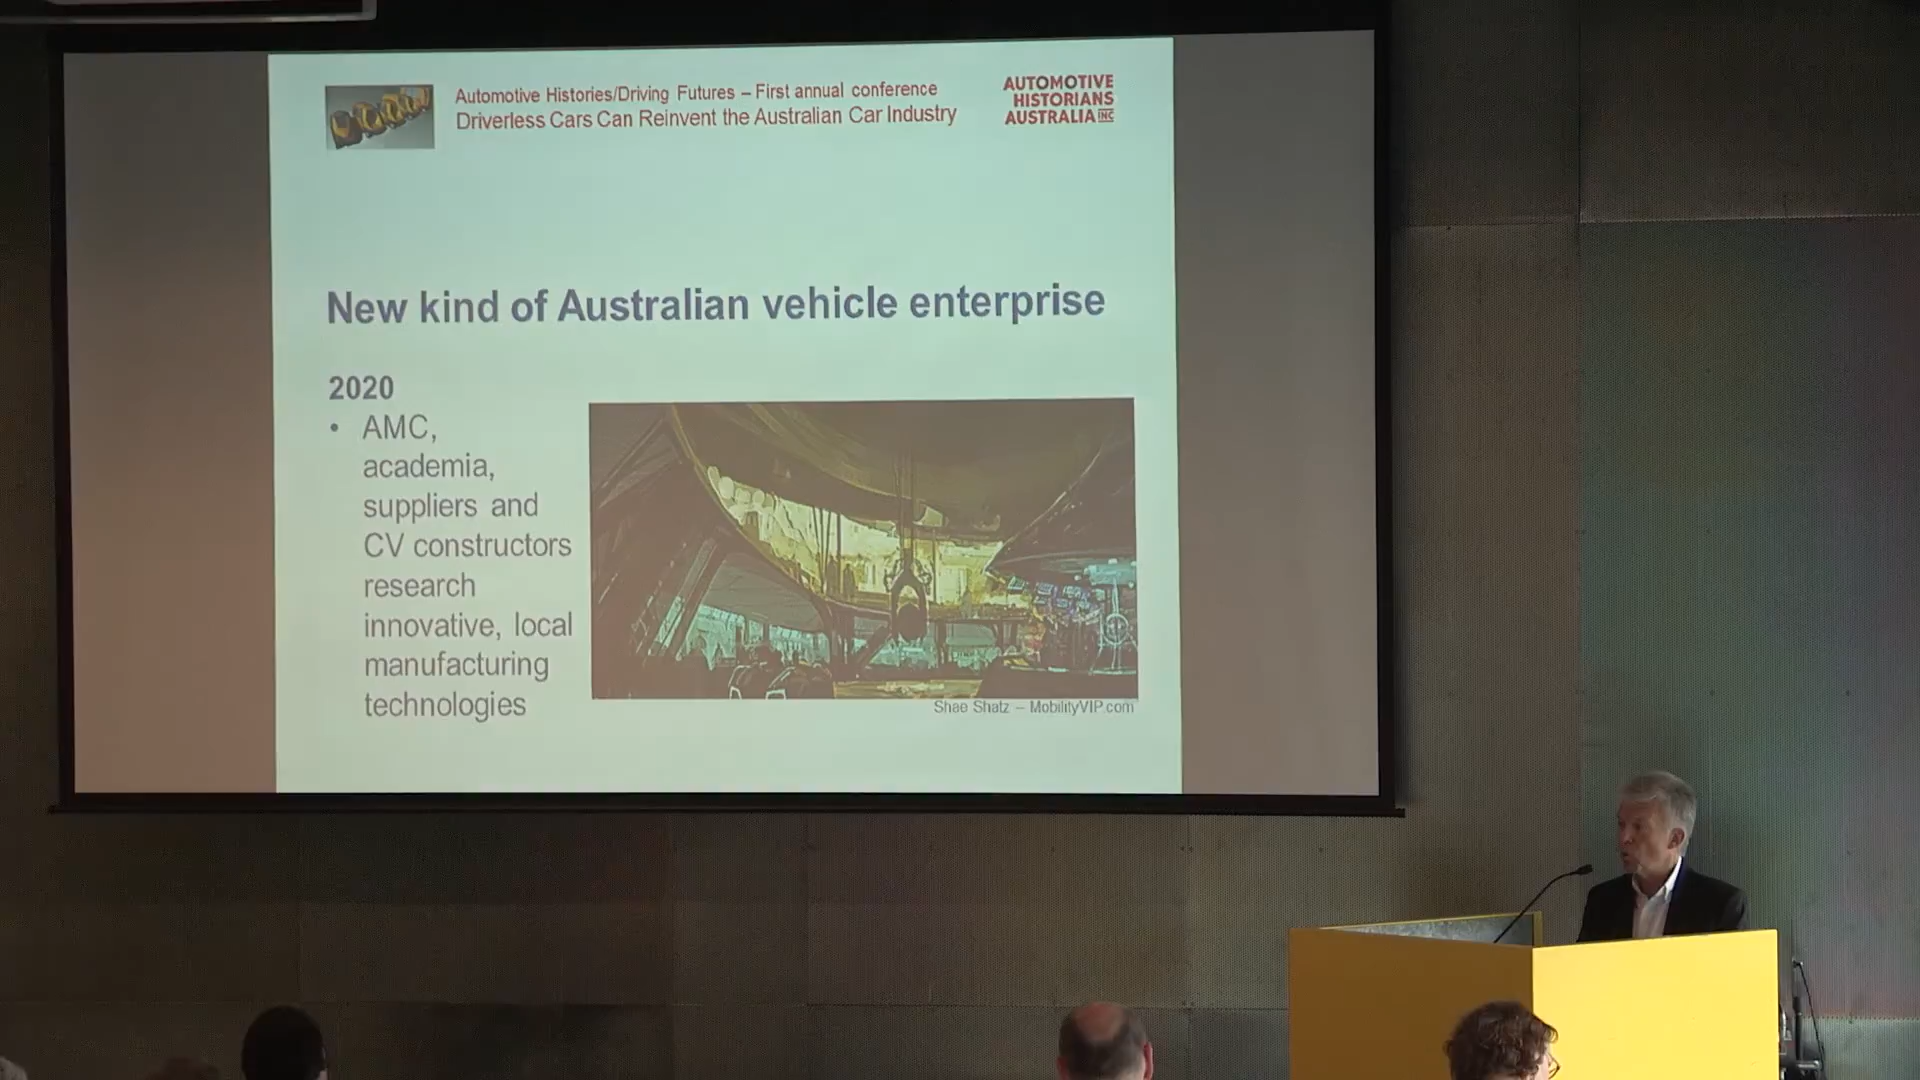 Automotive Histories/Driving Futures – First annual conference
Driverless Cars Can Reinvent the Australian Car Industry
AUTOMOTIVE
HISTORIANS
AUSTRALIA INC
New kind of Australian vehicle enterprise
2020
• AMC,
academia,
suppliers and
CV constructors
research
innovative, local
manufacturing
technologies
Shae Shatz – MobilityVIP.com